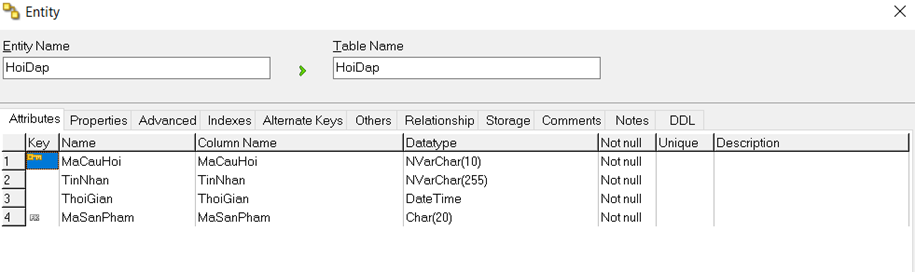 Entity
Entity Name Table Name
HoiDap HoiDap
Attributes Properties Advanced Indexes Alternate Keys Others Relationship Storage Comments Notes DDL
Key Name Column Name Datatype Not null Unique Description
1 MaCauHoi MaCauHoi NVarChar(10) Not null
2 TinNhan TinNhan NVarChar(255) Not null
3 ThoiGian ThoiGian DateTime Not null
4 MaSanPham MaSanPham Char(20) Not null